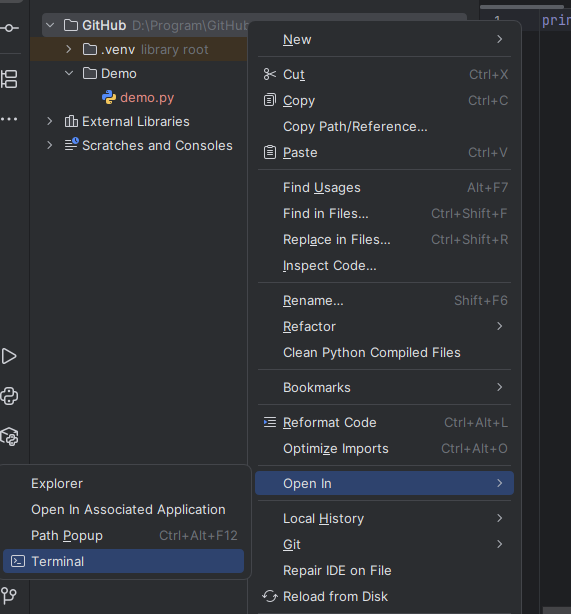 GitHub D:\Program\GitHub
.venv library root
Demo
demo.py
External Libraries
Scratches and Consoles
1 prin
New
Cut Ctrl+X
Copy Ctrl+C
Copy Path/Reference...
Paste Ctrl+V
Find Usages Alt+F7
Find in Files... Ctrl+Shift+F
Replace in Files... Ctrl+Shift+R
Inspect Code...
Rename... Shift+F6
Refactor
Clean Python Compiled Files
Bookmarks
Reformat Code Ctrl+Alt+L
Optimize Imports Ctrl+Alt+O
Open In
Local History
Git
Repair IDE on File
Reload from Disk
Explorer
Open In Associated Application
Path Popup Ctrl+Alt+F12
Terminal